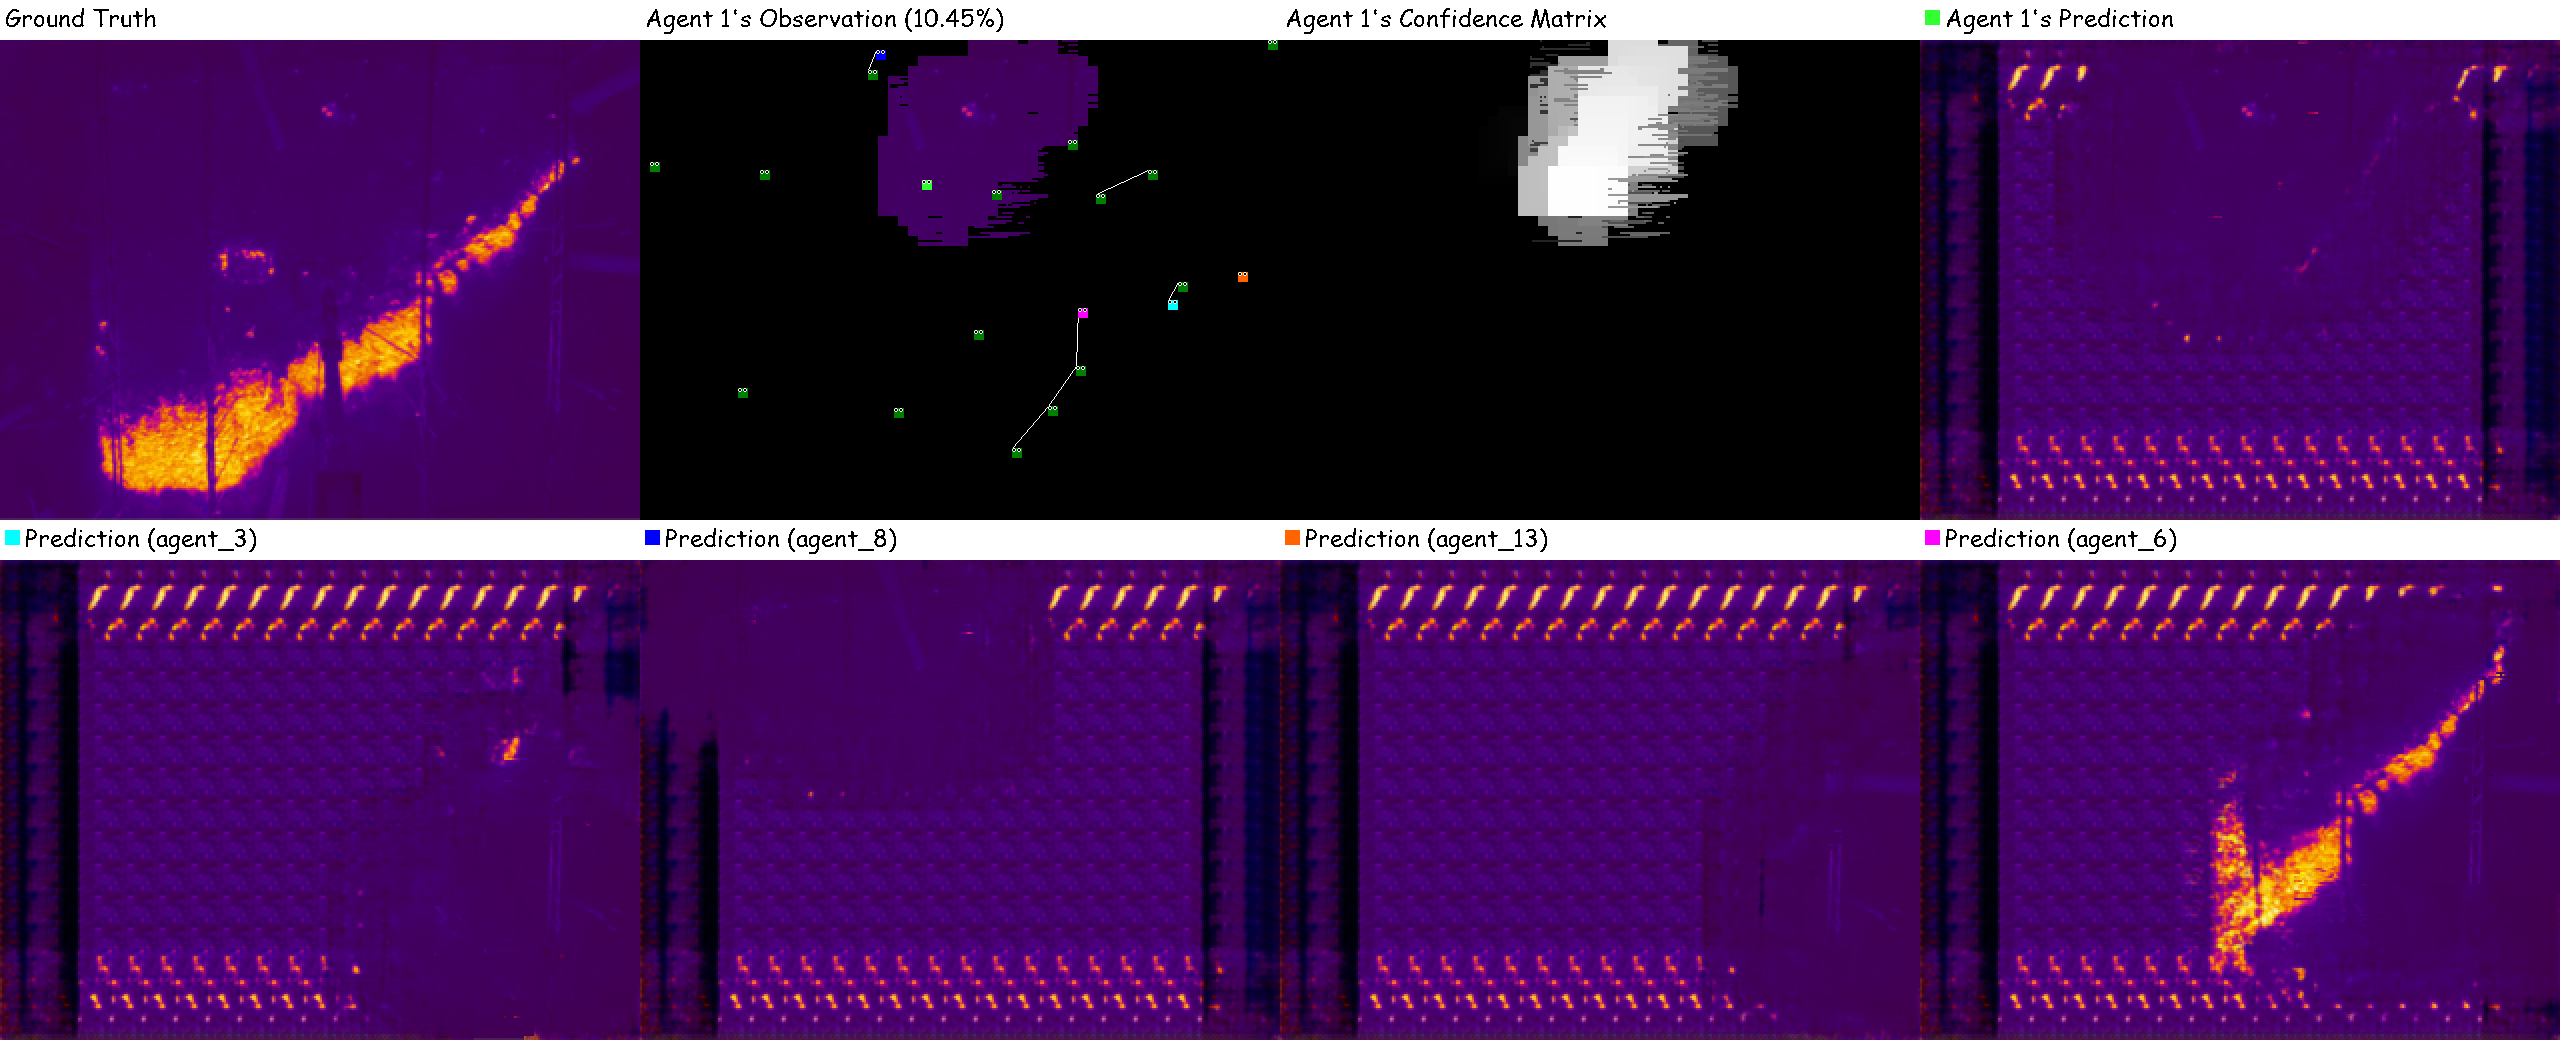 Ground Truth
Agent 1's Observation (10.45%)
Agent 1's Confidence Matrix
Agent 1's Prediction
Prediction (agent_3)
Prediction (agent_8)
Prediction (agent_13)
Prediction (agent_6)